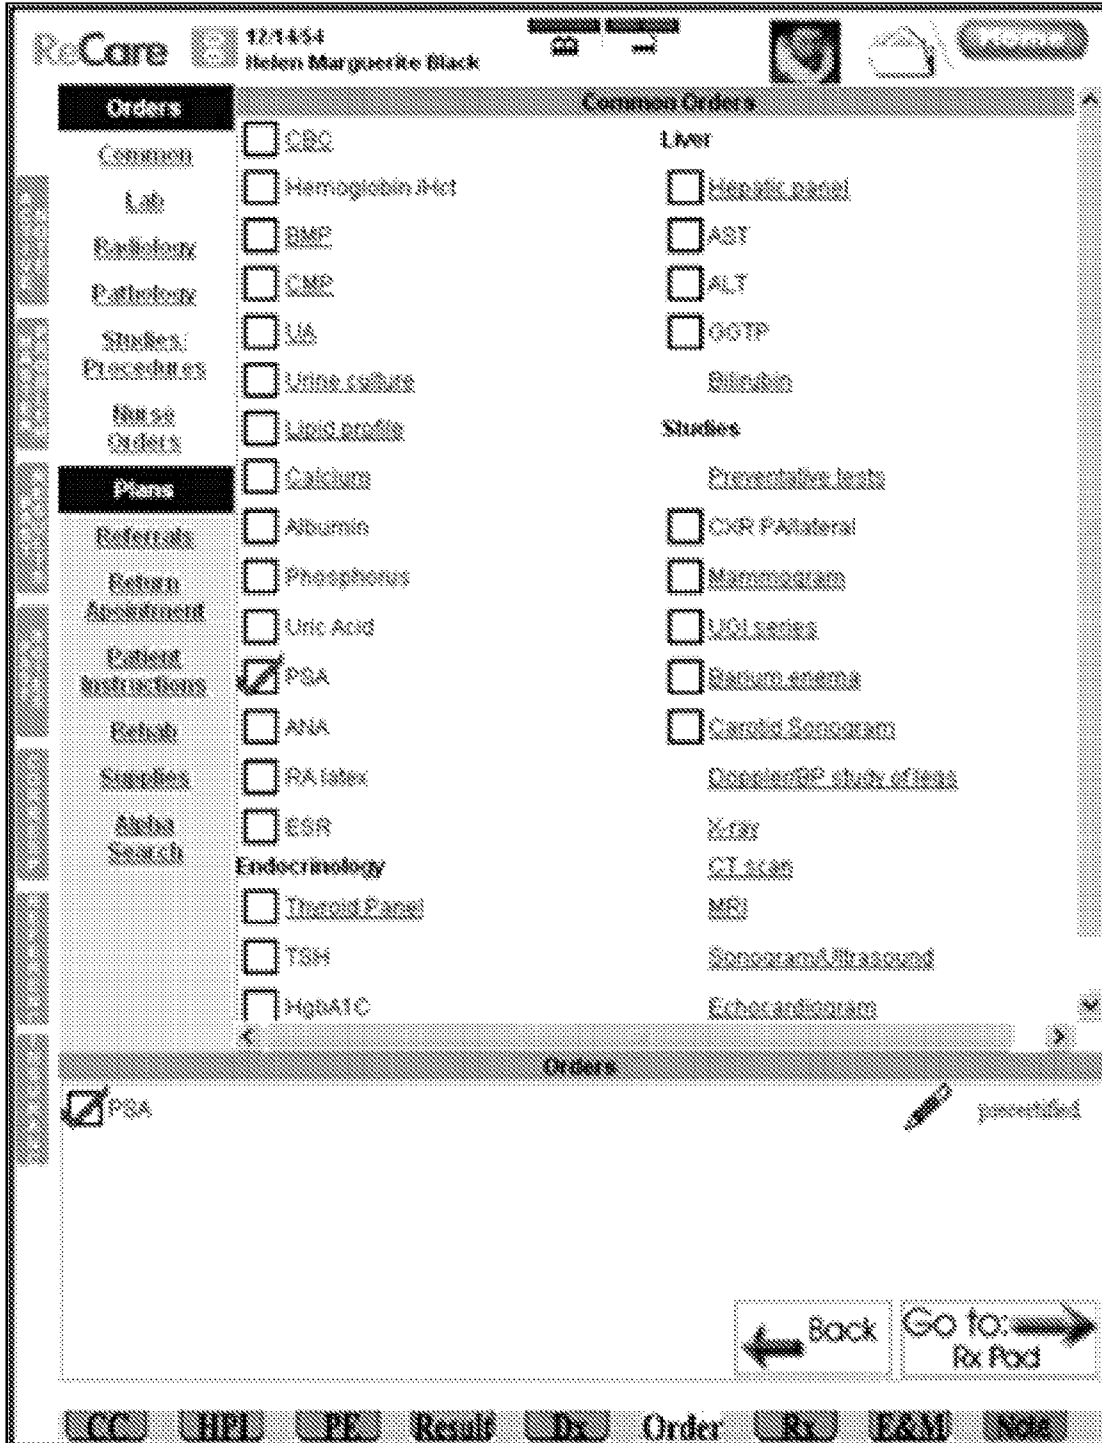 ReCare
12/14/54
Helen Marguerite Black
B
1
Home
Orders
Common
Lab
Radiology
Pathology
Studies/
Procedures
Nurse
Orders
Plans
Referrals
Return
Apointment
Patient
Instructions
Rehab
Supplies
Alpha
Search
Common Orders
CBC
Hemoglobin /Hct
BMP
CMP
UA
Urine culture
Lipid profile
Calcium
Albumin
Phosphorus
Uric Acid
PSA
ANA
RA latex
ESR
Endocrinology
Thyroid Panel
TSH
HgbA1C
Liver
Hepatic panel
AST
ALT
GGTP
Bilirubin
Studies
Preventative tests
CXR PA/lateral
Mammogram
UGI series
Barium enema
Carotid Sonogram
Doppler/BP study of legs
X-ray
CT scan
MRI
Sonogram/Ultrasound
Echocardiogram
Orders
PSA
precertified
Back
Go to:
Rx Pad
CC HPI PE Result Dx Order Rx E&M Note